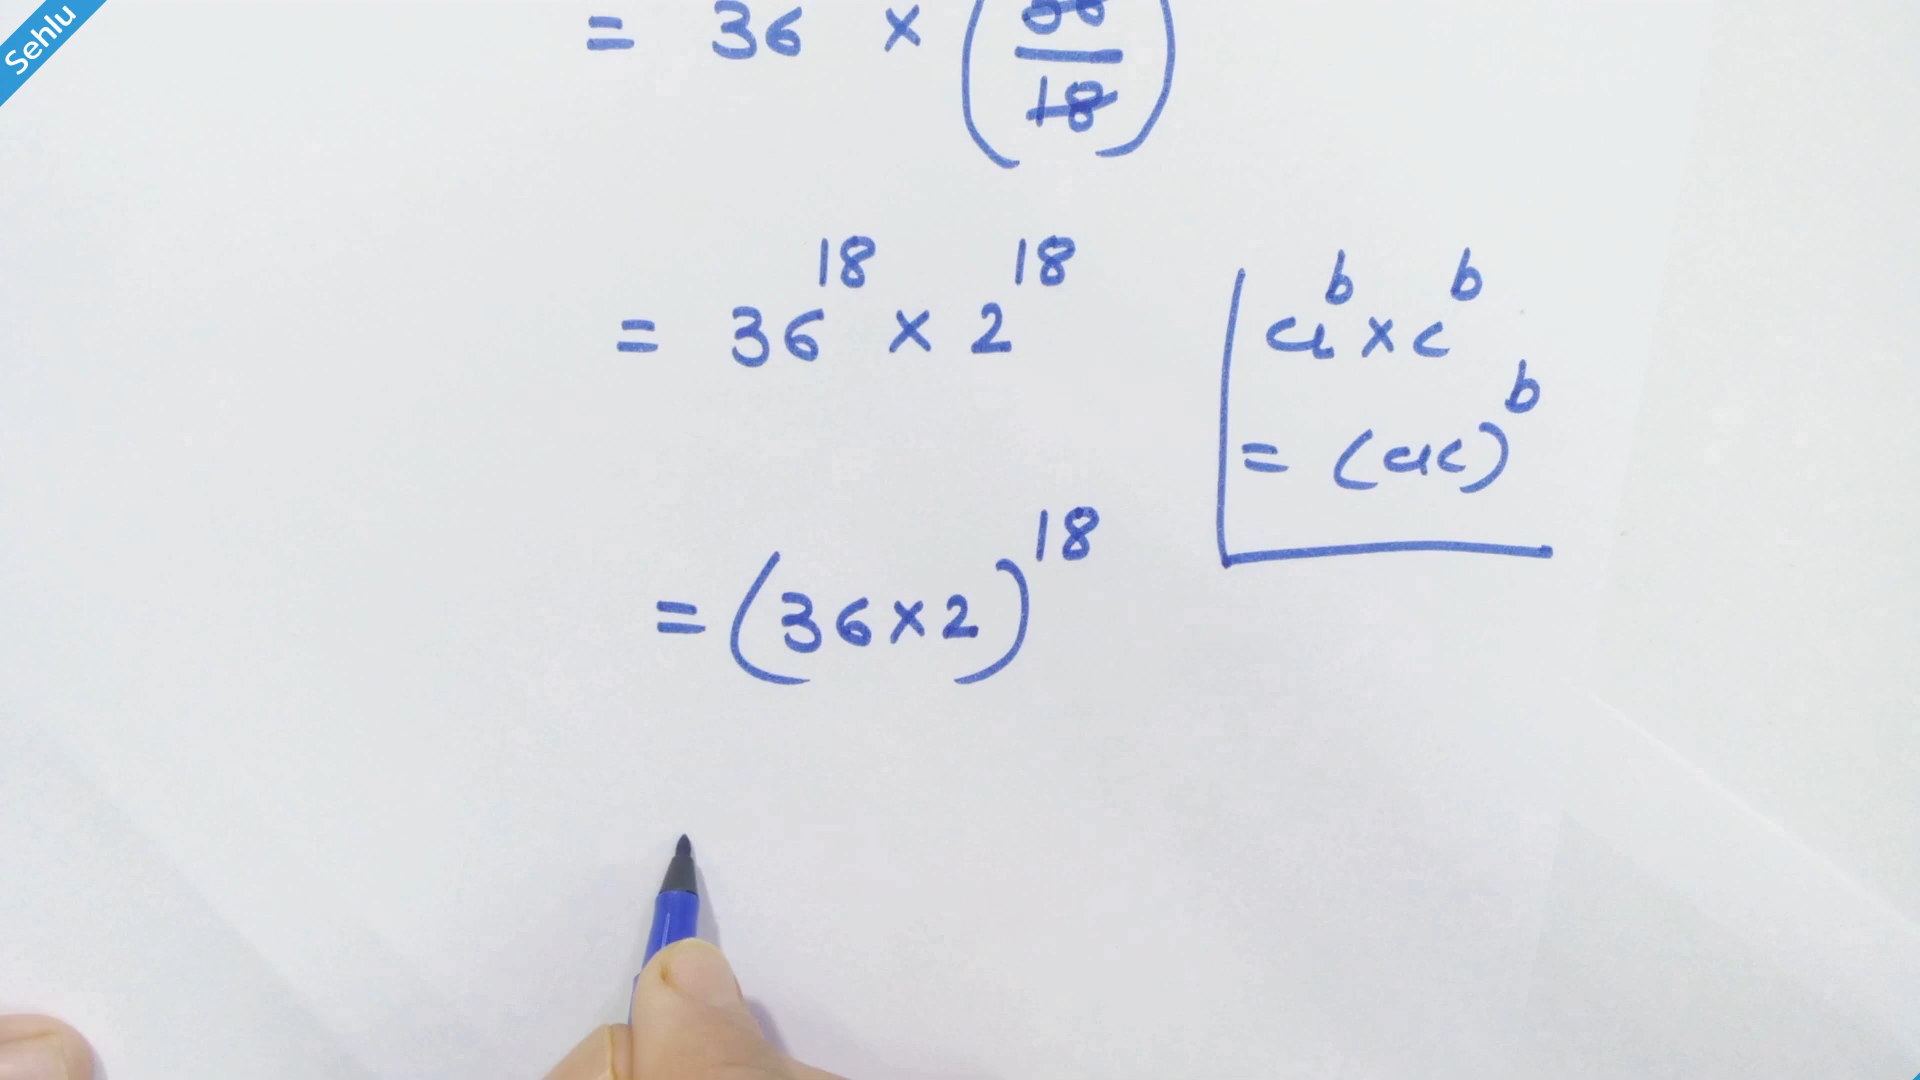 Sehlu
= 36 × ( / 18 )
= 36^18 × 2^18
a^b × c^b
= (ac)^b
= (36×2)^18